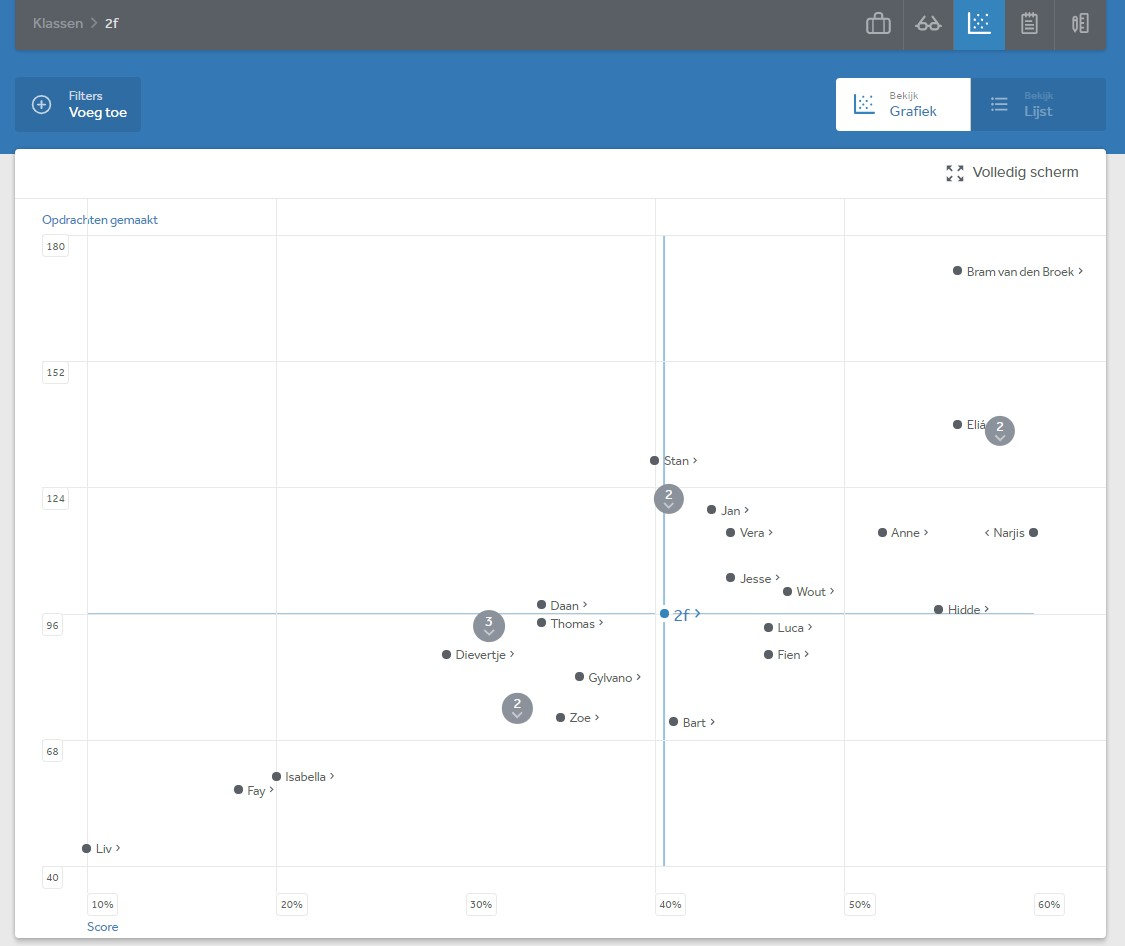 Klassen > 2f
Filters
Voeg toe
Bekijk
Grafiek
Bekijk
Lijst
Volledig scherm
Opdrachten gemaakt
180
Bram van den Broek >
152
Eliá
2
Stan >
124
2
Jan >
Vera >
Anne >
< Narjis
Jesse >
Wout >
Daan >
Hidde >
2f >
96
3
Thomas >
Luca >
Dievertje >
Fien >
Gylvano >
2
Zoe >
Bart >
68
Isabella >
Fay >
Liv >
40
10%
20%
30%
40%
50%
60%
Score